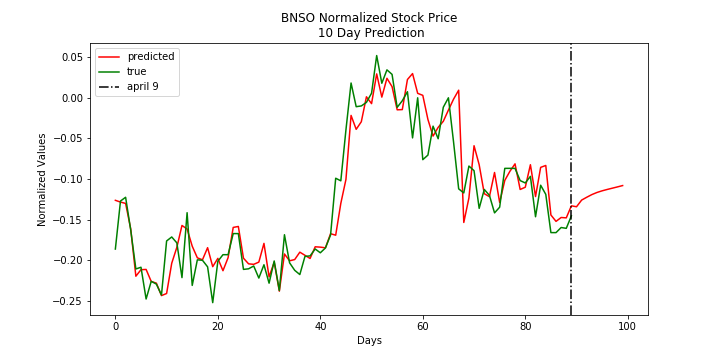 BNSO Normalized Stock Price
10 Day Prediction
predicted
true
april 9
Normalized Values
0.05
0.00
−0.05
−0.10
−0.15
−0.20
−0.25
0 20 40 60 80 100
Days